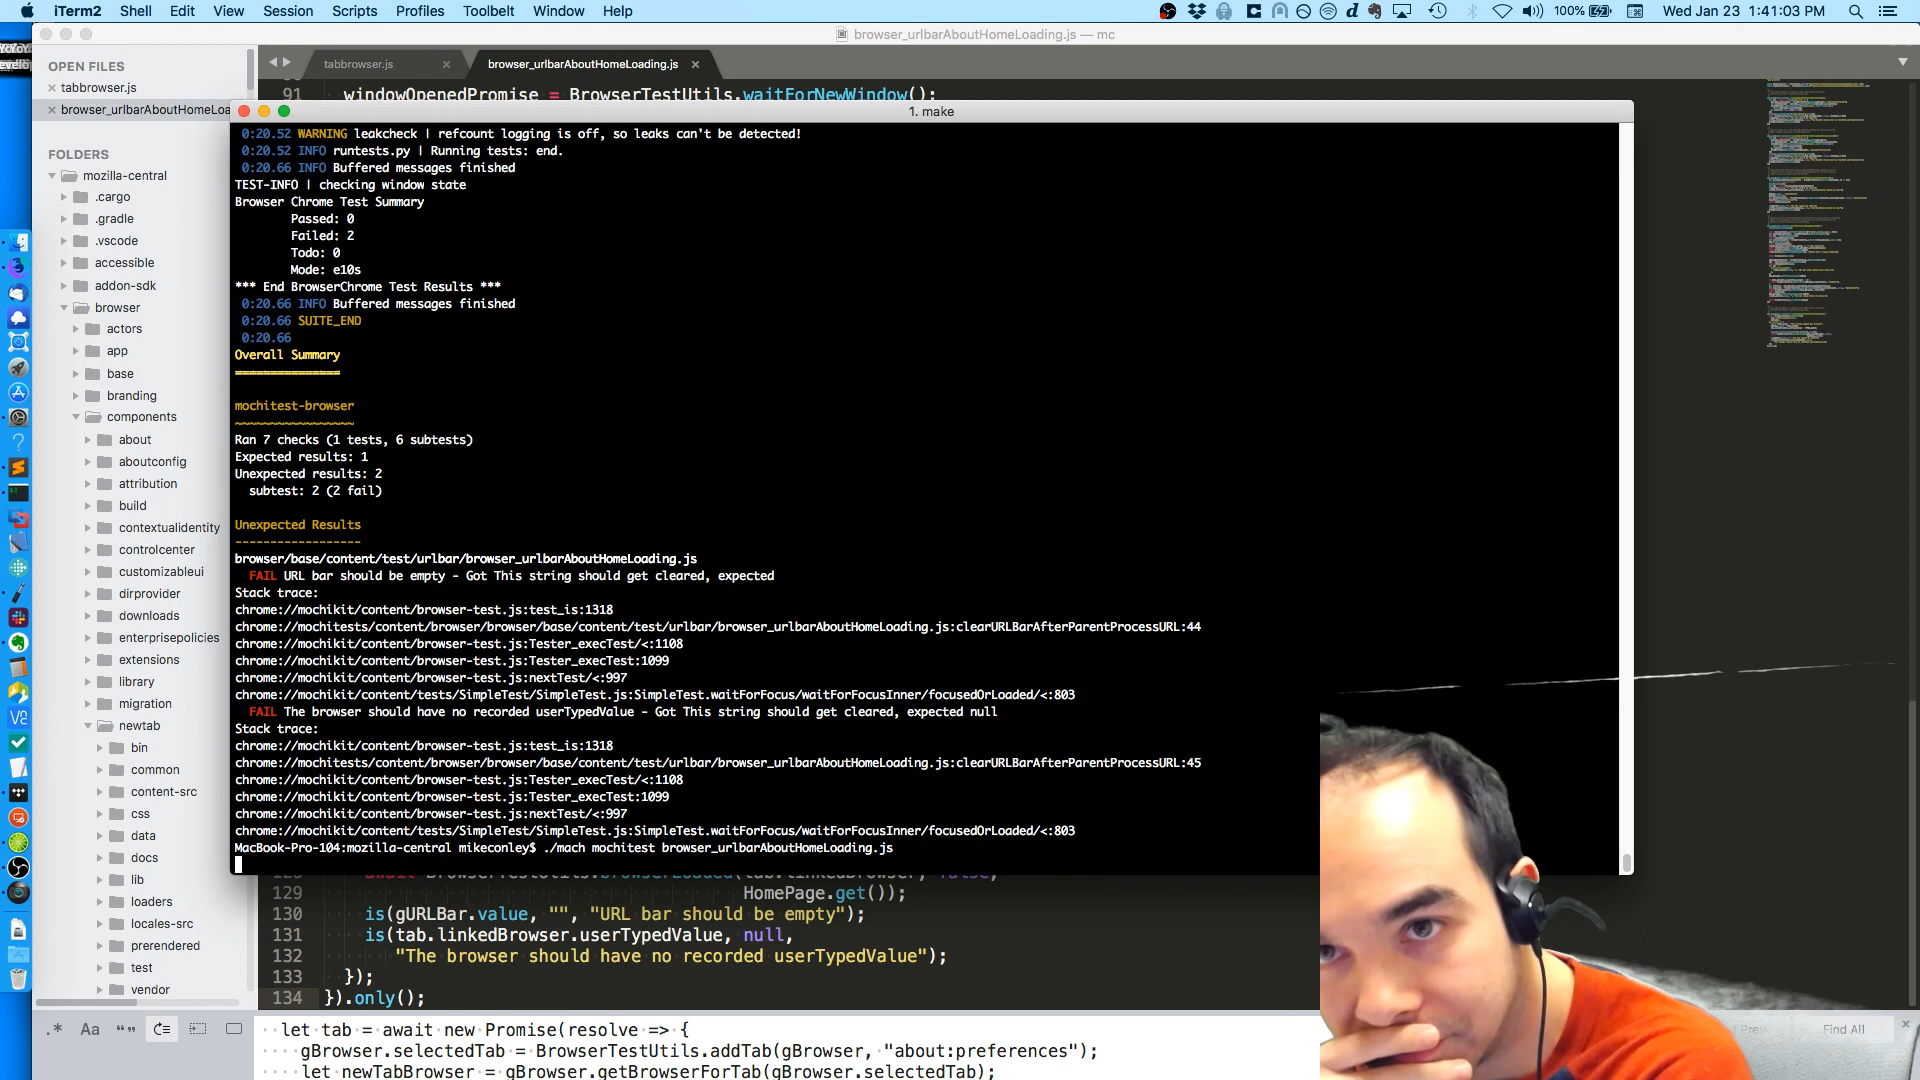 iTerm2 Shell Edit View Session Scripts Profiles Toolbelt Window Help
100% Wed Jan 23 1:41:03 PM
browser_urlbarAboutHomeLoading.js — mc
OPEN FILES
tabbrowser.js
browser_urlbarAboutHomeLoa
FOLDERS
mozilla-central
.cargo
.gradle
.vscode
accessible
addon-sdk
browser
actors
app
base
branding
components
about
aboutconfig
attribution
build
contextualidentity
controlcenter
customizableui
dirprovider
downloads
enterprisepolicies
extensions
library
migration
newtab
bin
common
content-src
css
data
docs
lib
loaders
locales-src
prerendered
test
vendor
tabbrowser.js
browser_urlbarAboutHomeLoading.js
91 windowOpenedPromise = BrowserTestUtils.waitForNewWindow();
1. make
0:20.52 WARNING leakcheck | refcount logging is off, so leaks can't be detected!
0:20.52 INFO runtests.py | Running tests: end.
0:20.66 INFO Buffered messages finished
TEST-INFO | checking window state
Browser Chrome Test Summary
Passed: 0
Failed: 2
Todo: 0
Mode: e10s
*** End BrowserChrome Test Results ***
0:20.66 INFO Buffered messages finished
0:20.66 SUITE_END
0:20.66
Overall Summary
===============
mochitest-browser
~~~~~~~~~~~~~~~~~
Ran 7 checks (1 tests, 6 subtests)
Expected results: 1
Unexpected results: 2
subtest: 2 (2 fail)
Unexpected Results
------------------
browser/base/content/test/urlbar/browser_urlbarAboutHomeLoading.js
FAIL URL bar should be empty - Got This string should get cleared, expected
Stack trace:
chrome://mochikit/content/browser-test.js:test_is:1318
chrome://mochitests/content/browser/browser/base/content/test/urlbar/browser_urlbarAboutHomeLoading.js:clearURLBarAfterParentProcessURL:44
chrome://mochikit/content/browser-test.js:Tester_execTest/<:1108
chrome://mochikit/content/browser-test.js:Tester_execTest:1099
chrome://mochikit/content/browser-test.js:nextTest/<:997
chrome://mochikit/content/tests/SimpleTest/SimpleTest.js:SimpleTest.waitForFocus/waitForFocusInner/focusedOrLoaded/<:803
FAIL The browser should have no recorded userTypedValue - Got This string should get cleared, expected null
Stack trace:
chrome://mochikit/content/browser-test.js:test_is:1318
chrome://mochitests/content/browser/browser/base/content/test/urlbar/browser_urlbarAboutHomeLoading.js:clearURLBarAfterParentProcessURL:45
chrome://mochikit/content/browser-test.js:Tester_execTest/<:1108
chrome://mochikit/content/browser-test.js:Tester_execTest:1099
chrome://mochikit/content/browser-test.js:nextTest/<:997
chrome://mochikit/content/tests/SimpleTest/SimpleTest.js:SimpleTest.waitForFocus/waitForFocusInner/focusedOrLoaded/<:803
MacBook-Pro-104:mozilla-central mikeconley$ ./mach mochitest browser_urlbarAboutHomeLoading.js
129 HomePage.get());
130 is(gURLBar.value, "", "URL bar should be empty");
131 is(tab.linkedBrowser.userTypedValue, null,
132 "The browser should have no recorded userTypedValue");
133 });
134 }).only();
.* Aa “ ”
let tab = await new Promise(resolve => {
gBrowser.selectedTab = BrowserTestUtils.addTab(gBrowser, "about:preferences");
let newTabBrowser = gBrowser.getBrowserForTab(gBrowser.selectedTab);
Find All